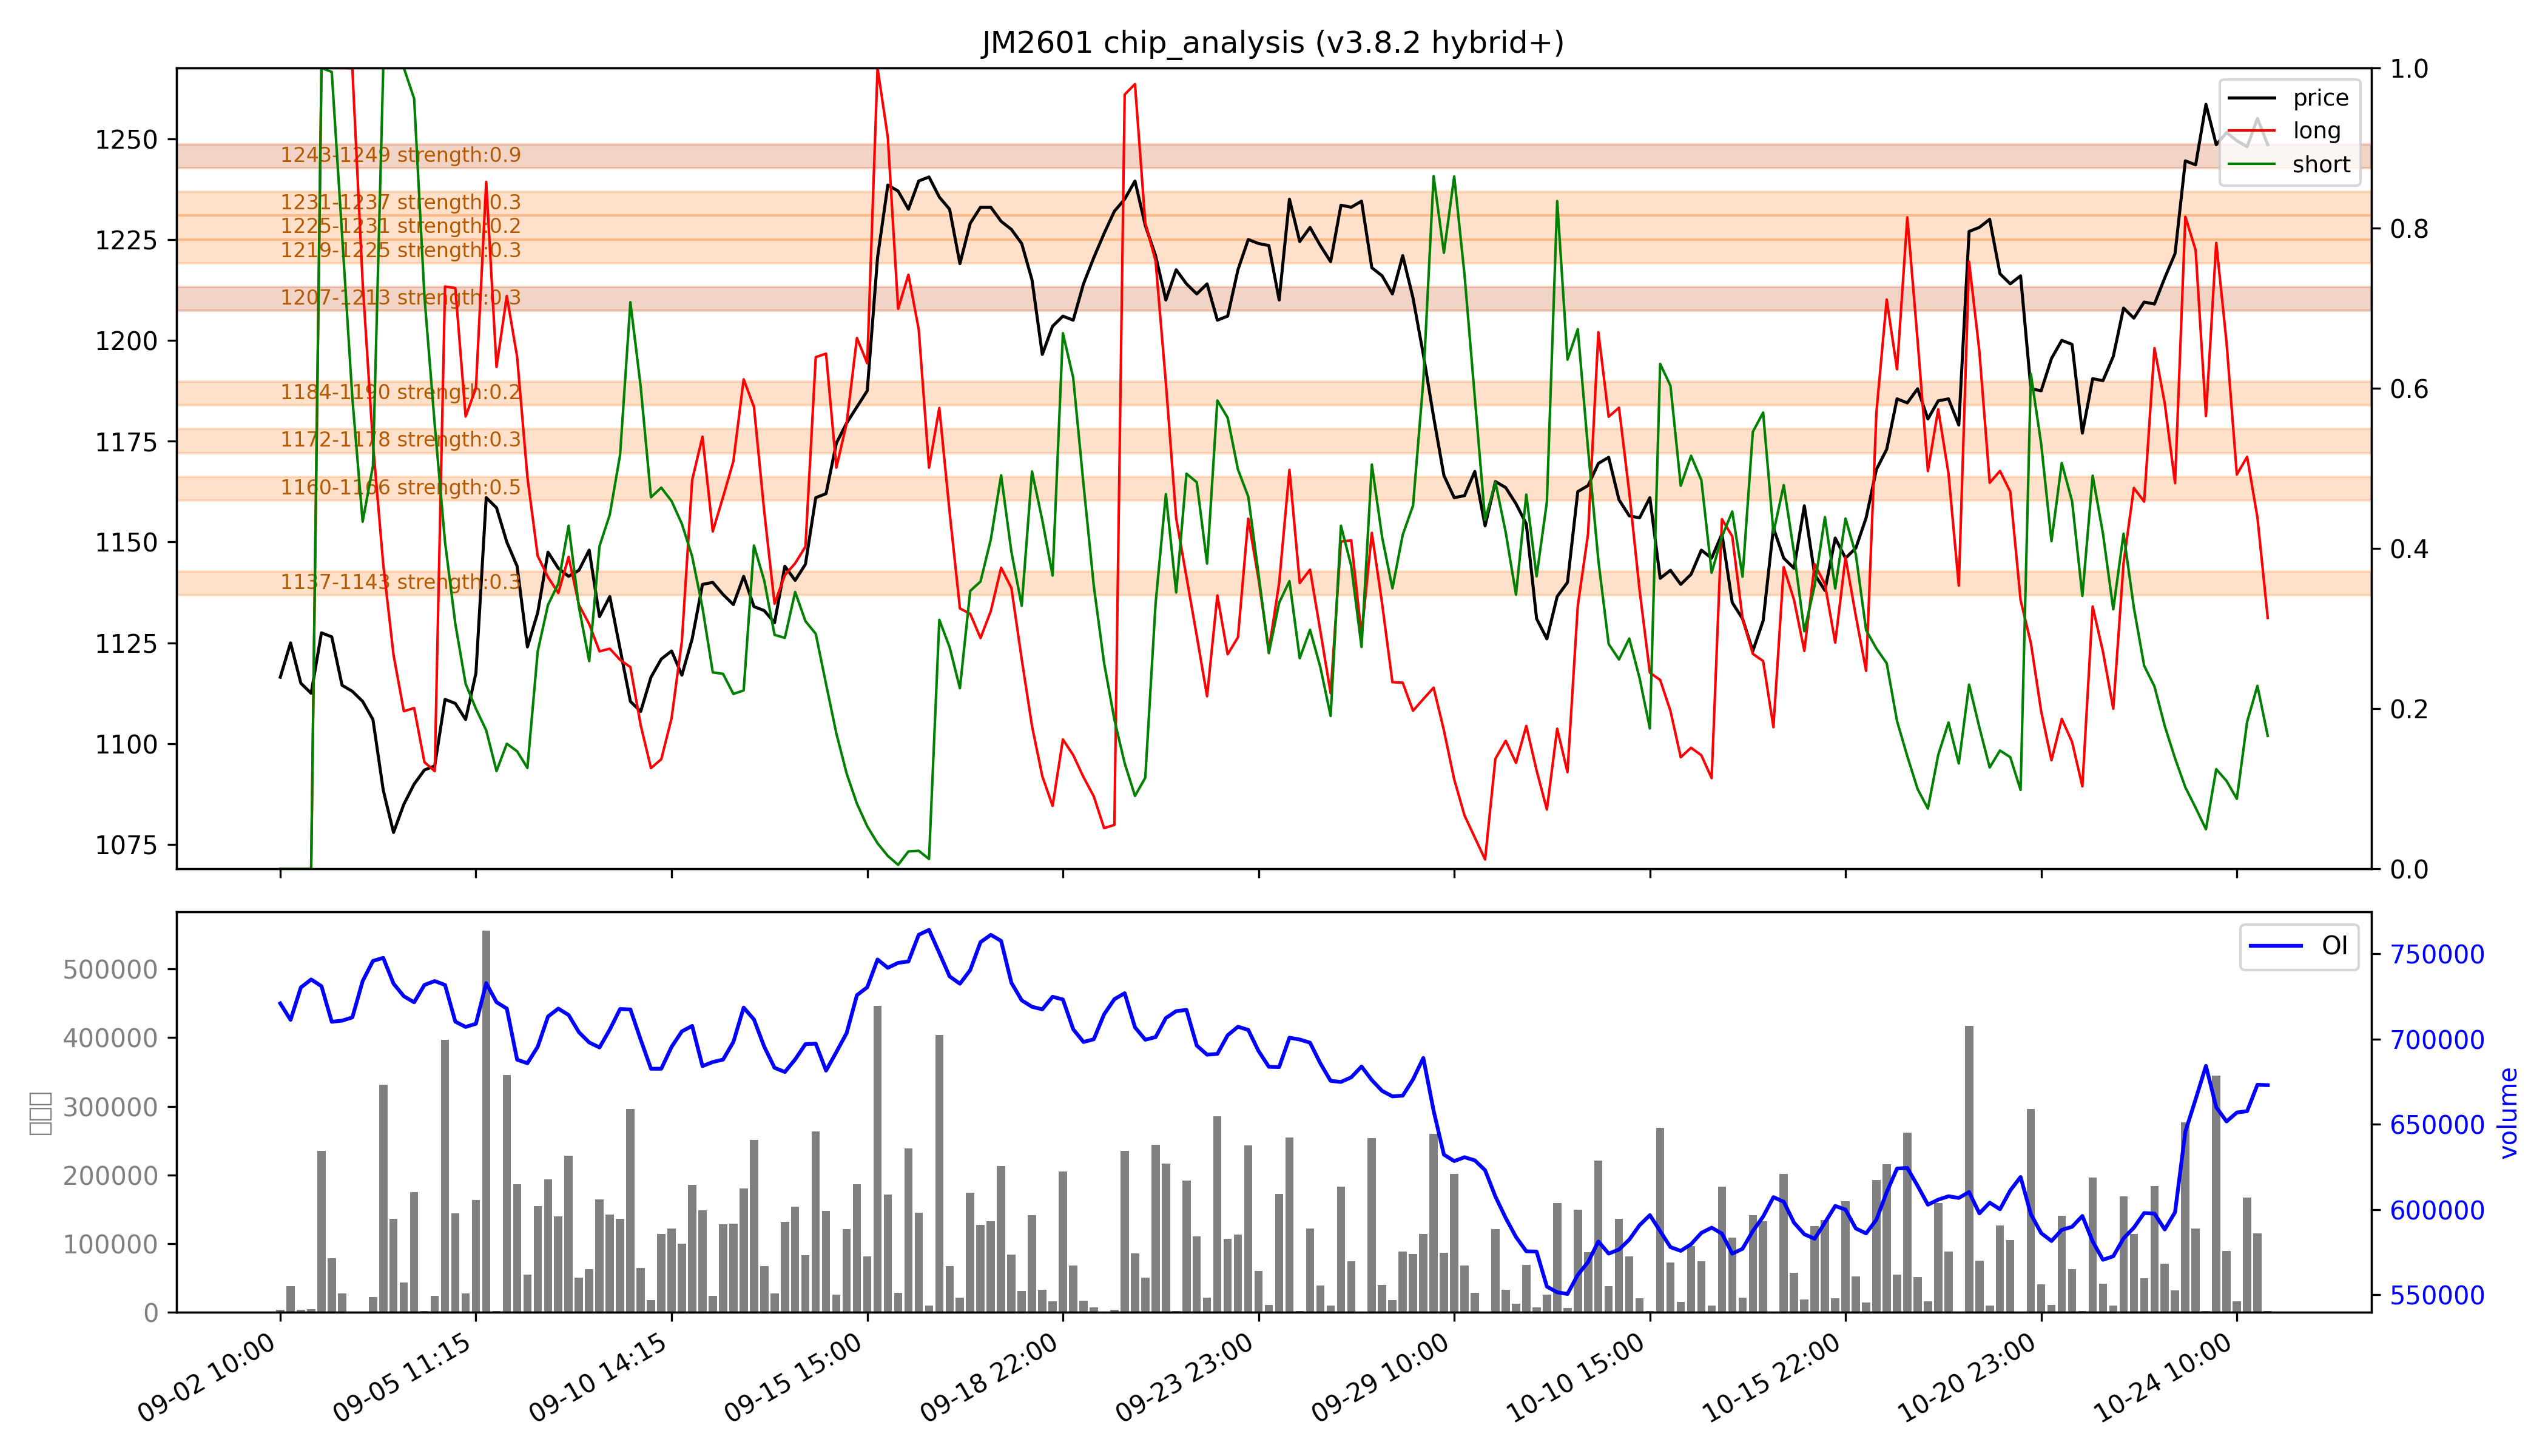 JM2601 chip_analysis (v3.8.2 hybrid+)
1250
1225
1200
1175
1150
1125
1100
1075
1243-1249 strength:0.9
1231-1237 strength:0.3
1225-1231 strength:0.2
1219-1225 strength:0.3
1207-1213 strength:0.3
1184-1190 strength:0.2
1172-1178 strength:0.3
1160-1166 strength:0.5
1137-1143 strength:0.3
price
long
short
1.0
0.8
0.6
0.4
0.2
0.0
500000
400000
300000
200000
100000
0
OI
750000
700000
650000
600000
550000
volume
09-02 10:00
09-05 11:15
09-10 14:15
09-15 15:00
09-18 22:00
09-23 23:00
09-29 10:00
10-10 15:00
10-15 22:00
10-20 23:00
10-24 10:00